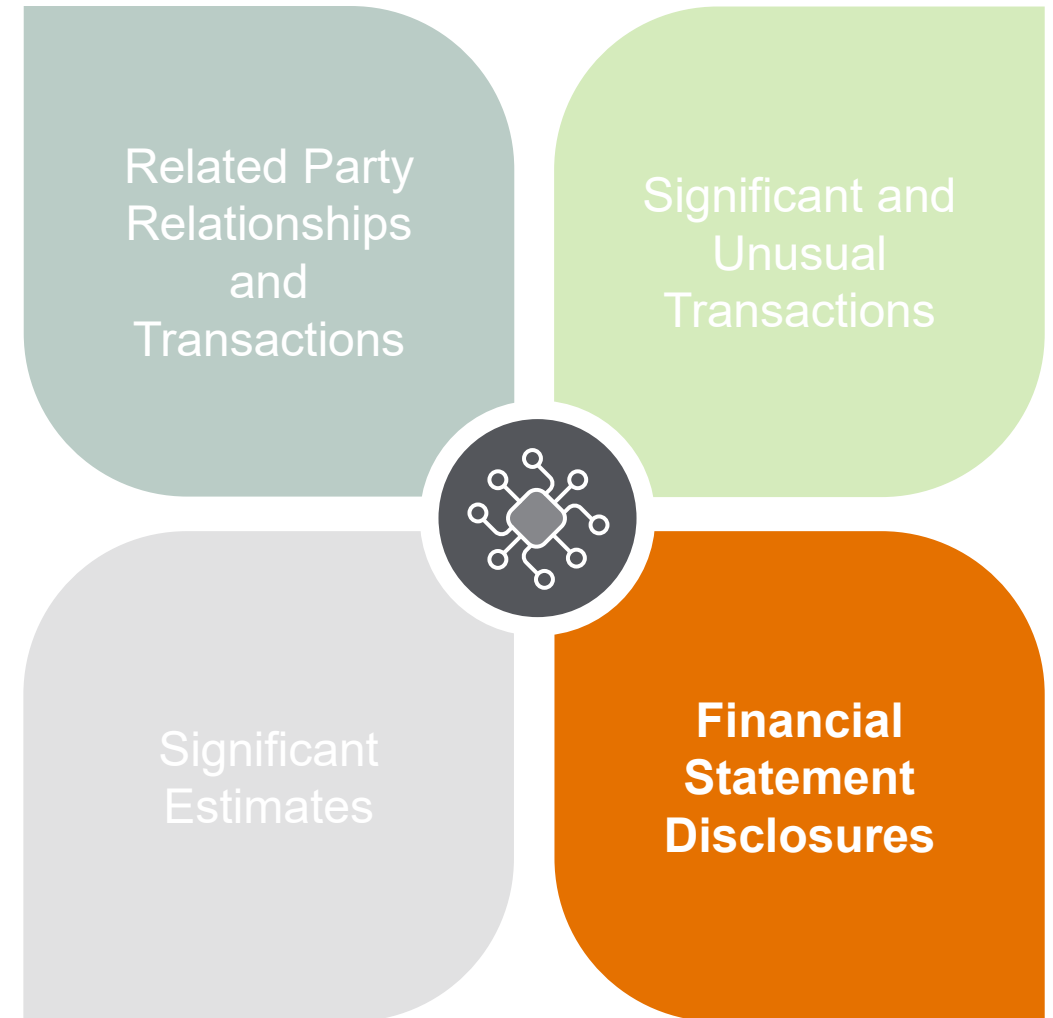 Related Party
Relationships
and
Transactions
Significant and
Unusual
Transactions
Significant
Estimates
Financial
Statement
Disclosures